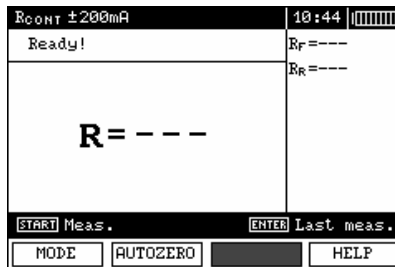 RCONT ±200mA 10:44
Ready!
RF=---
RR=---
R=---
START Meas. ENTER Last meas.
MODE AUTOZERO HELP